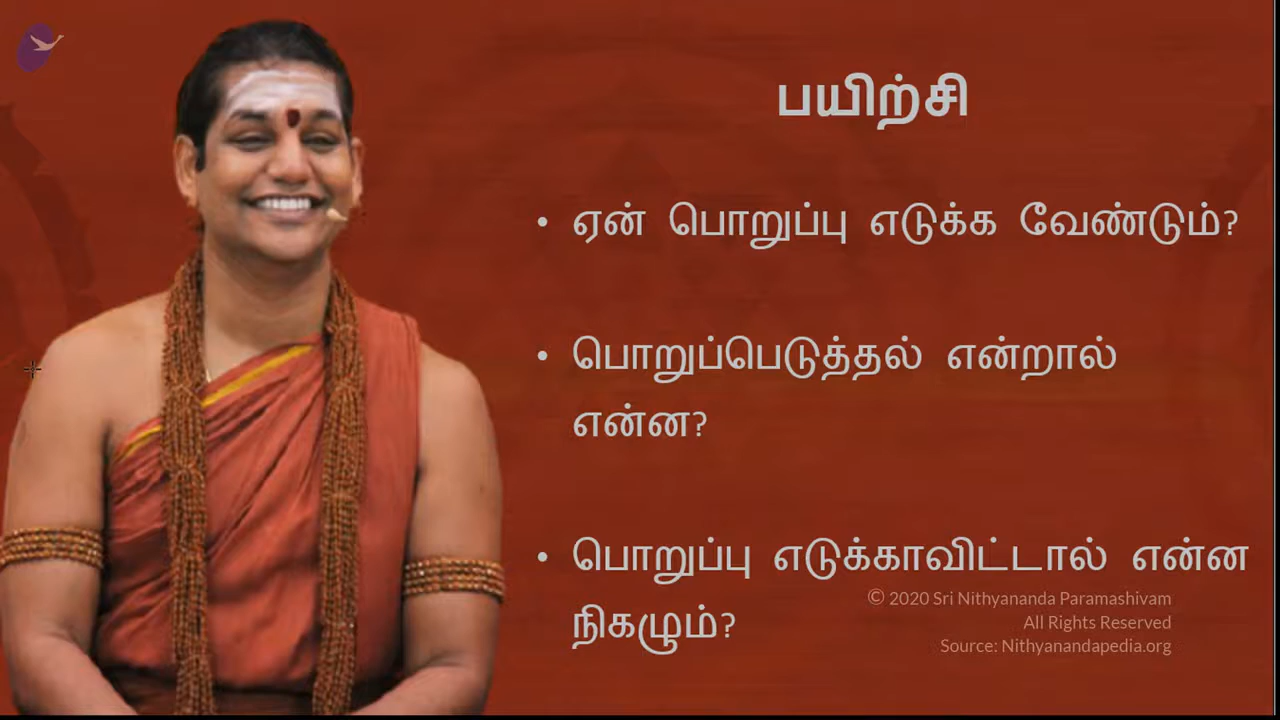 பயிற்சி
• ஏன் பொறுப்பு எடுக்க வேண்டும்?
• பொறுப்பெடுத்தல் என்றால்
என்ன?
• பொறுப்பு எடுக்காவிட்டால் என்ன
நிகழும்?
© 2020 Sri Nithyananda Paramashivam
All Rights Reserved
Source: Nithyanandapedia.org